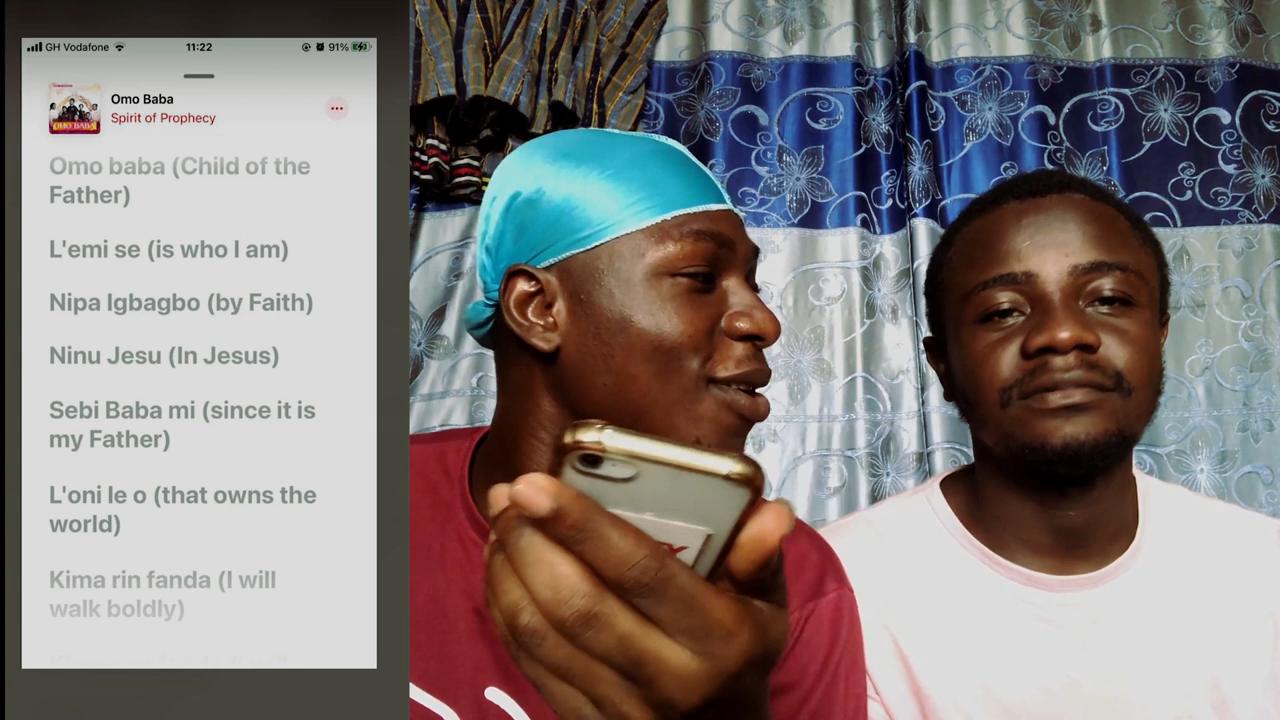 GH Vodafone
11:22
91%
Omo Baba
Spirit of Prophecy
OMO BABA
Omo baba (Child of the
Father)
L'emi se (is who I am)
Nipa Igbagbo (by Faith)
Ninu Jesu (In Jesus)
Sebi Baba mi (since it is
my Father)
L'oni le o (that owns the
world)
Kima rin fanda (I will
walk boldly)